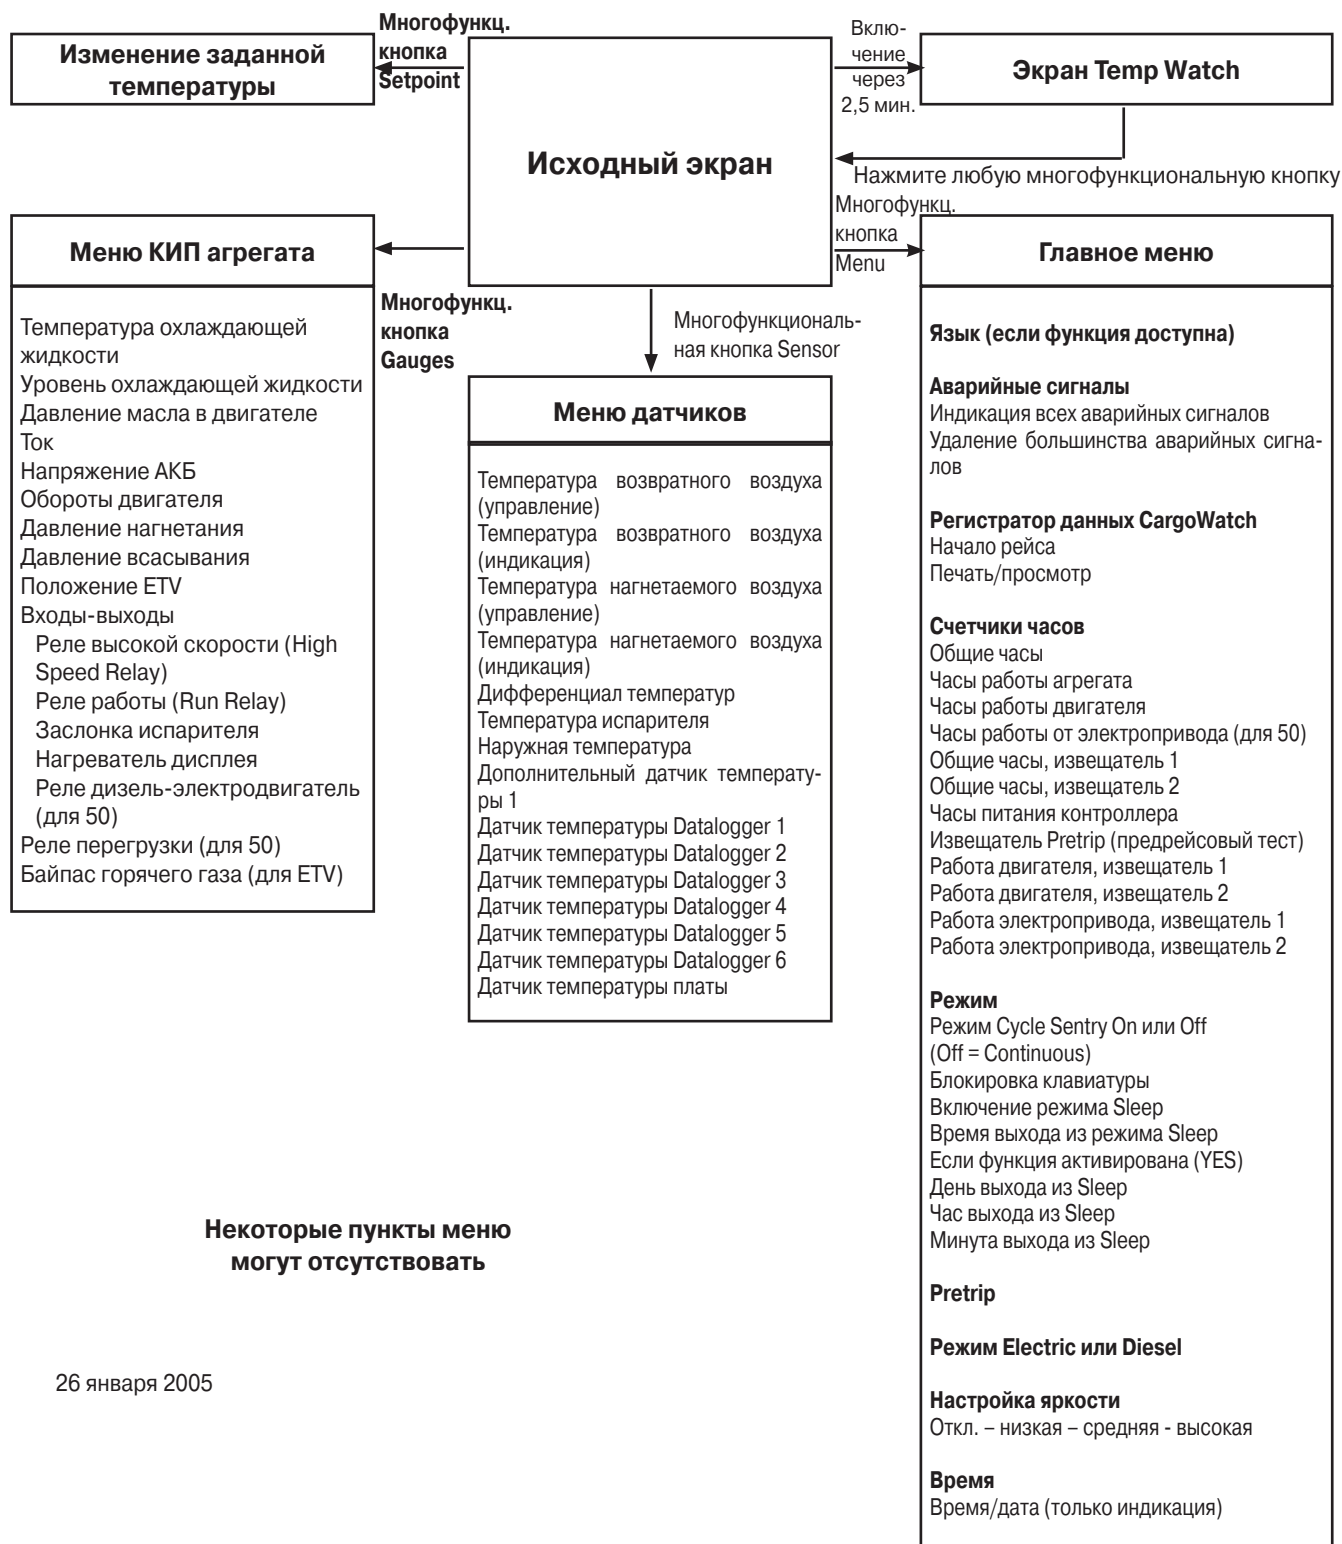 Многофункц.
кнопка
Setpoint
Изменение заданной
температуры
Исходный экран
Вклю-
чение
через
2,5 мин.
Экран Temp Watch
Нажмите любую многофункциональную кнопку
Многофункц.
кнопка
Menu
Меню КИП агрегата
Температура охлаждающей
жидкости
Уровень охлаждающей жидкости
Давление масла в двигателе
Ток
Напряжение АКБ
Обороты двигателя
Давление нагнетания
Давление всасывания
Положение ETV
Входы-выходы
Реле высокой скорости (High
Speed Relay)
Реле работы (Run Relay)
Заслонка испарителя
Нагреватель дисплея
Реле дизель-электродвигатель
(для 50)
Реле перегрузки (для 50)
Байпас горячего газа (для ETV)
Многофункц.
кнопка
Gauges
Многофункциональ-
ная кнопка Sensor
Меню датчиков
Температура возвратного воздуха
(управление)
Температура возвратного воздуха
(индикация)
Температура нагнетаемого воздуха
(управление)
Температура нагнетаемого воздуха
(индикация)
Дифференциал температур
Температура испарителя
Наружная температура
Дополнительный датчик температу-
ры 1
Датчик температуры Datalogger 1
Датчик температуры Datalogger 2
Датчик температуры Datalogger 3
Датчик температуры Datalogger 4
Датчик температуры Datalogger 5
Датчик температуры Datalogger 6
Датчик температуры платы
Главное меню
Язык (если функция доступна)
Аварийные сигналы
Индикация всех аварийных сигналов
Удаление большинства аварийных сигна-
лов
Регистратор данных CargoWatch
Начало рейса
Печать/просмотр
Счетчики часов
Общие часы
Часы работы агрегата
Часы работы двигателя
Часы работы от электропривода (для 50)
Общие часы, извещатель 1
Общие часы, извещатель 2
Часы питания контроллера
Извещатель Pretrip (предрейсовый тест)
Работа двигателя, извещатель 1
Работа двигателя, извещатель 2
Работа электропривода, извещатель 1
Работа электропривода, извещатель 2
Режим
Режим Cycle Sentry On или Off
(Off = Continuous)
Блокировка клавиатуры
Включение режима Sleep
Время выхода из режима Sleep
Если функция активирована (YES)
День выхода из Sleep
Час выхода из Sleep
Минута выхода из Sleep
Pretrip
Режим Electric или Diesel
Настройка яркости
Откл. – низкая – средняя - высокая
Время
Время/дата (только индикация)
Некоторые пункты меню
могут отсутствовать
26 января 2005